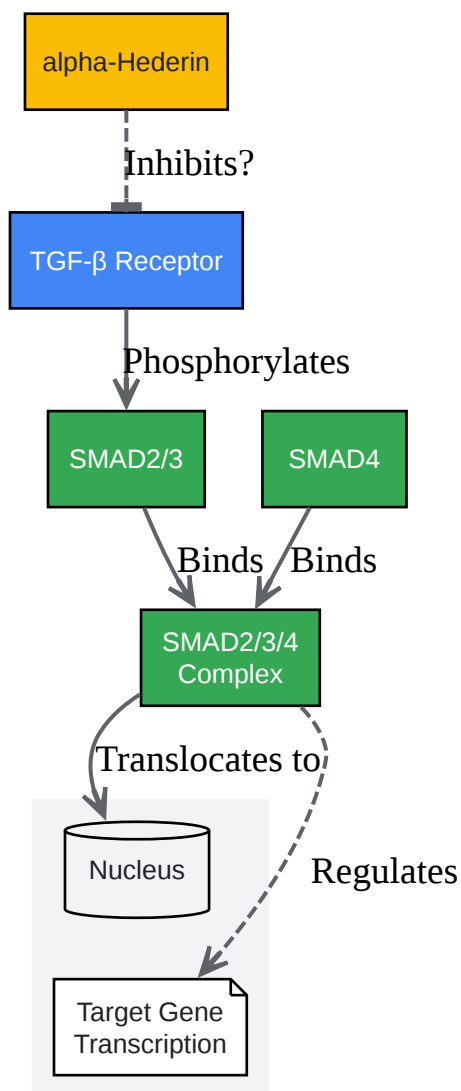 alpha-Hederin
Inhibits?
TGF-β Receptor
Phosphorylates
SMAD2/3
SMAD4
Binds
Binds
SMAD2/3/4
Complex
Translocates to
Nucleus
Regulates
Target Gene
Transcription